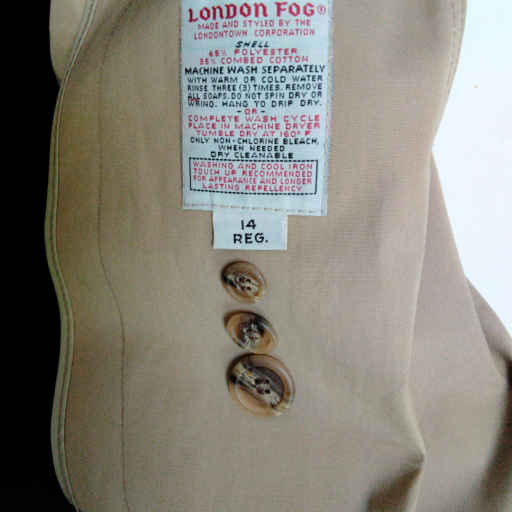 LONDON FOG®
MADE AND STYLED BY THE
LONDONTOWN CORPORATION
SHELL
65% POLYESTER
35% COMBED COTTON
MACHINE WASH SEPARATELY
WITH WARM OR COLD WATER
RINSE THREE (3) TIMES. REMOVE
ALL SOAPS. DO NOT SPIN DRY OR
WRING. HANG TO DRIP DRY.
- OR -
COMPLETE WASH CYCLE
PLACE IN MACHINE DRYER
TUMBLE DRY AT 160° F
ONLY NON-CHLORINE BLEACH,
WHEN NEEDED
DRY CLEANABLE
WASHING AND COOL IRON
TOUCH UP RECOMMENDED
FOR APPEARANCE AND LONGER
LASTING REPELLENCY
14
REG.